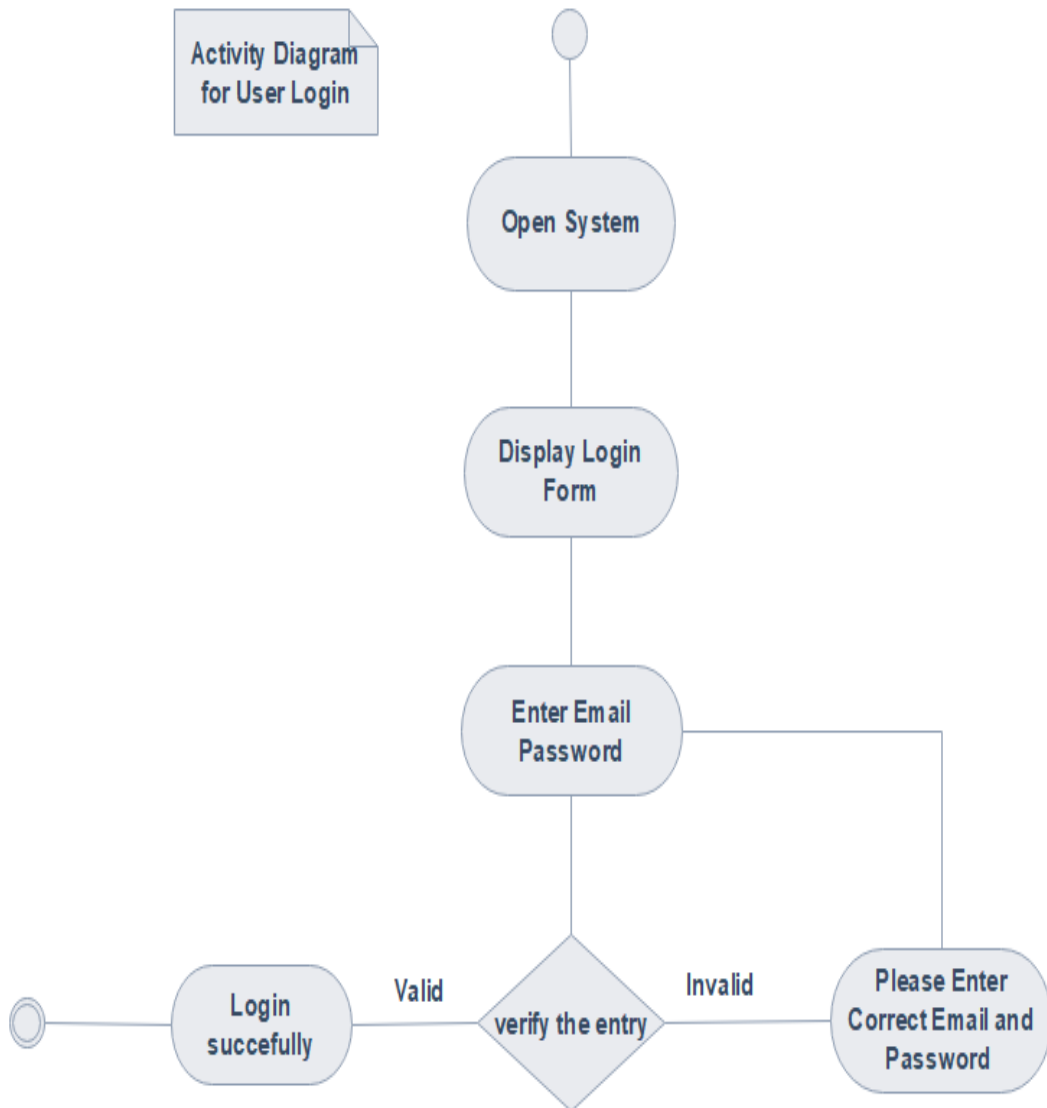 Activity Diagram
for User Login
Open System
Display Login
Form
Enter Email
Password
Valid
Invalid
Login
succefully
verify the entry
Please Enter
Correct Email and
Password